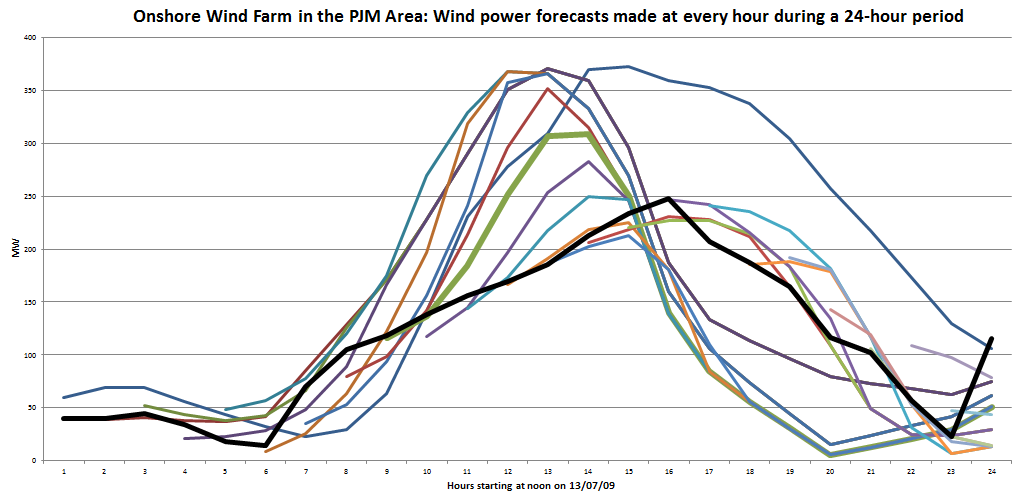 Onshore Wind Farm in the PJM Area: Wind power forecasts made at every hour during a 24-hour period
400
350
300
250
200
150
100
50
0
MW
1 2 3 4 5 6 7 8 9 10 11 12 13 14 15 16 17 18 19 20 21 22 23 24
Hours starting at noon on 13/07/09